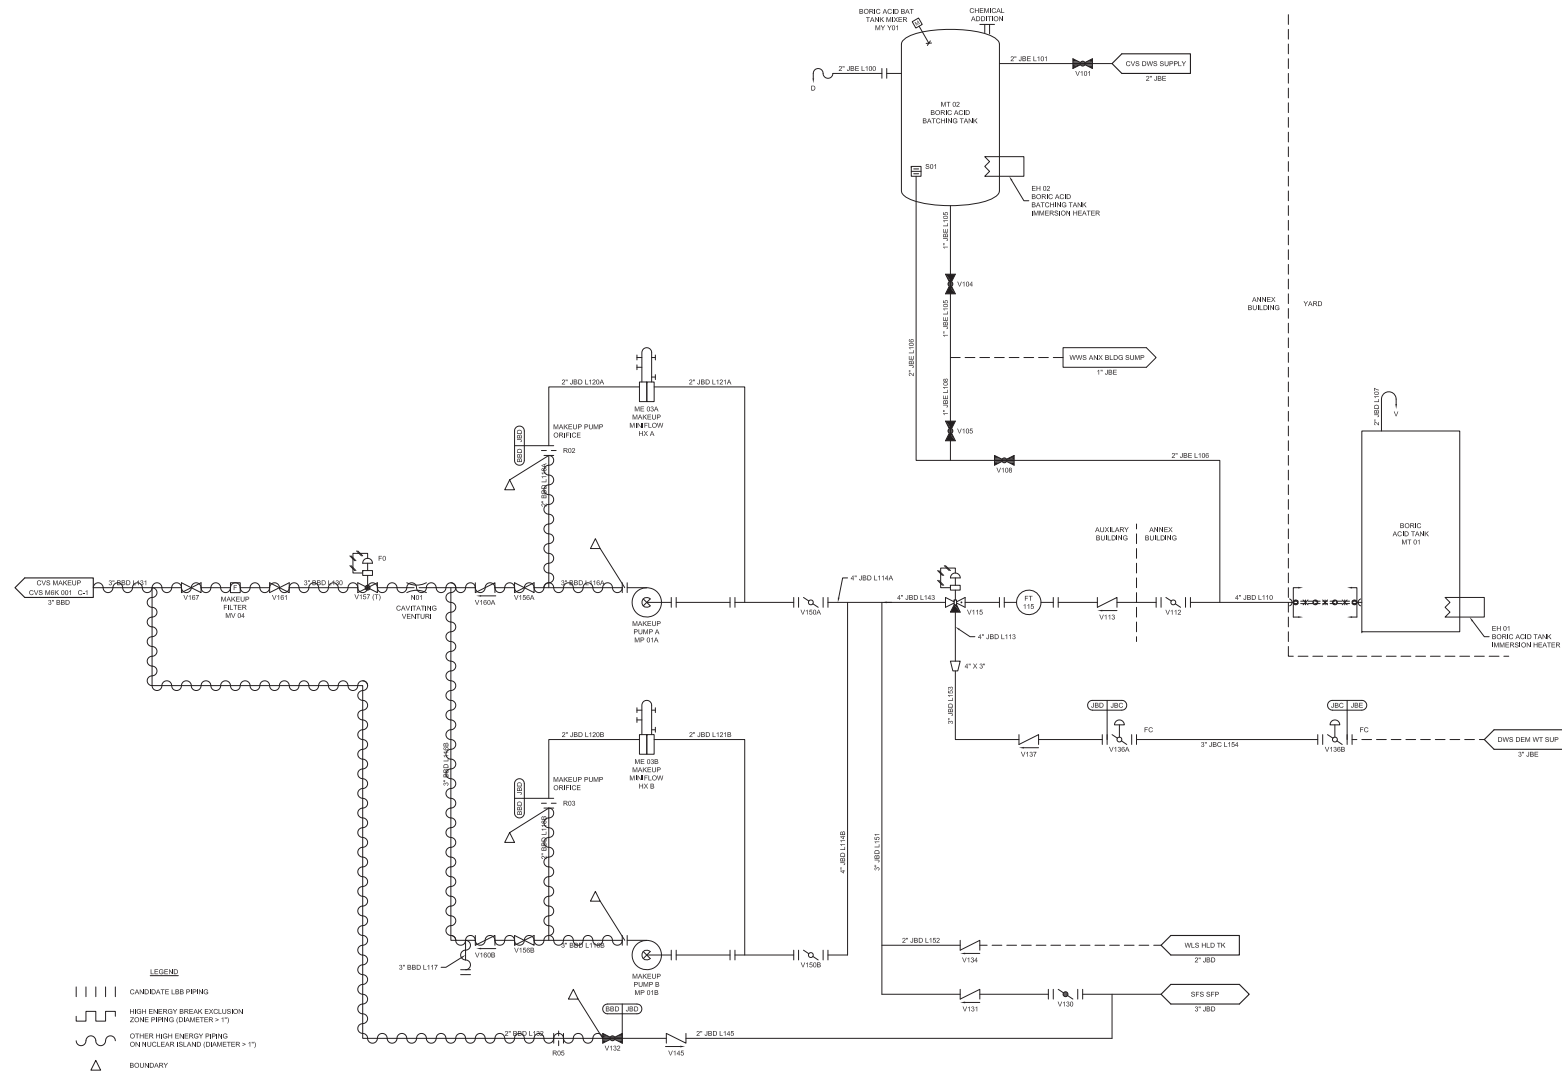 BORIC ACID BAT
TANK MIXER
MY Y01
M
CHEMICAL
ADDITION
2" JBE L100
D
2" JBE L101
V101
CVS DWS SUPPLY
2" JBE
MT 02
BORIC ACID
BATCHING TANK
S01
EH 02
BORIC ACID
BATCHING TANK
IMMERSION HEATER
1" JBE L105
V104
1" JBE L105
2" JBE L106
WWS ANX BLDG SUMP
1" JBE
1" JBE L108
V105
V106
2" JBE L106
ANNEX
BUILDING
YARD
2" JBD L107
V
BORIC
ACID TANK
MT 01
EH 01
BORIC ACID TANK
IMMERSION HEATER
2" JBD L120A
2" JBD L121A
ME 03A
MAKEUP
MINIFLOW
HX A
MAKEUP PUMP
ORIFICE
JBD
BBD
R02
AUXILARY
BUILDING
ANNEX
BUILDING
CVS MAKEUP
CVS M6K 001 C-1
3" BBD
3" BBD L131
V167
F
MAKEUP
FILTER
MV 04
V161
3" BBD L130
FO
V157 (T)
N01
CAVITATING
VENTURI
V160A
V156A
3" BBD L116A
MAKEUP
PUMP A
MP 01A
V150A
4" JBD L114A
4" JBD L143
V115
FT
115
V113
V112
4" JBD L110
4" JBD L113
4" X 3"
3" JBD L153
V137
JBD
JBC
V136A
FC
3" JBC L154
JBC
JBE
V136B
FC
DWS DEM WT SUP
3" JBE
2" JBD L120B
2" JBD L121B
ME 03B
MAKEUP
MINIFLOW
HX B
MAKEUP PUMP
ORIFICE
JBD
BBD
R03
4" JBD L114B
3" JBD L151
V160B
V156B
3" BBD L116B
3" BBD L117
MAKEUP
PUMP B
MP 01B
V150B
2" JBD L152
V134
WLS HLD TK
2" JBD
V131
V130
SFS SFP
3" JBD
2" BBD L132
R05
BBD
JBD
V132
V145
2" JBD L145
LEGEND
CANDIDATE LBB PIPING
HIGH ENERGY BREAK EXCLUSION
ZONE PIPING (DIAMETER > 1")
OTHER HIGH ENERGY PIPING
ON NUCLEAR ISLAND (DIAMETER > 1")
BOUNDARY